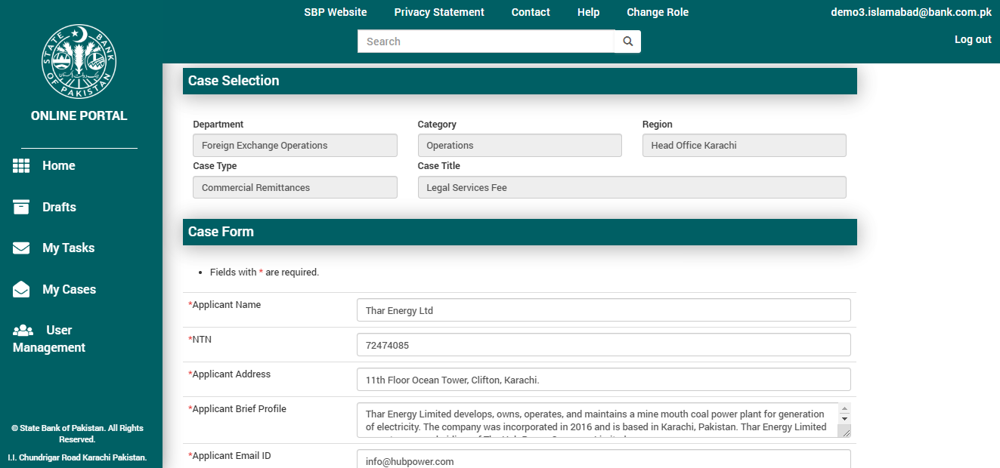 SBP Website Privacy Statement Contact Help Change Role demo3.islamabad@bank.com.pk
Search
Log out
STATE BANK OF PAKISTAN
ONLINE PORTAL
Home
Drafts
My Tasks
My Cases
User
Management
© State Bank of Pakistan. All Rights
Reserved.
I.I. Chundrigar Road Karachi Pakistan.
Case Selection
Department Category Region
Foreign Exchange Operations Operations Head Office Karachi
Case Type Case Title
Commercial Remittances Legal Services Fee
Case Form
• Fields with * are required.
*Applicant Name Thar Energy Ltd
*NTN 72474085
*Applicant Address 11th Floor Ocean Tower, Clifton, Karachi.
*Applicant Brief Profile Thar Energy Limited develops, owns, operates, and maintains a mine mouth coal power plant for generation
of electricity. The company was incorporated in 2016 and is based in Karachi, Pakistan. Thar Energy Limited
*Applicant Email ID info@hubpower.com